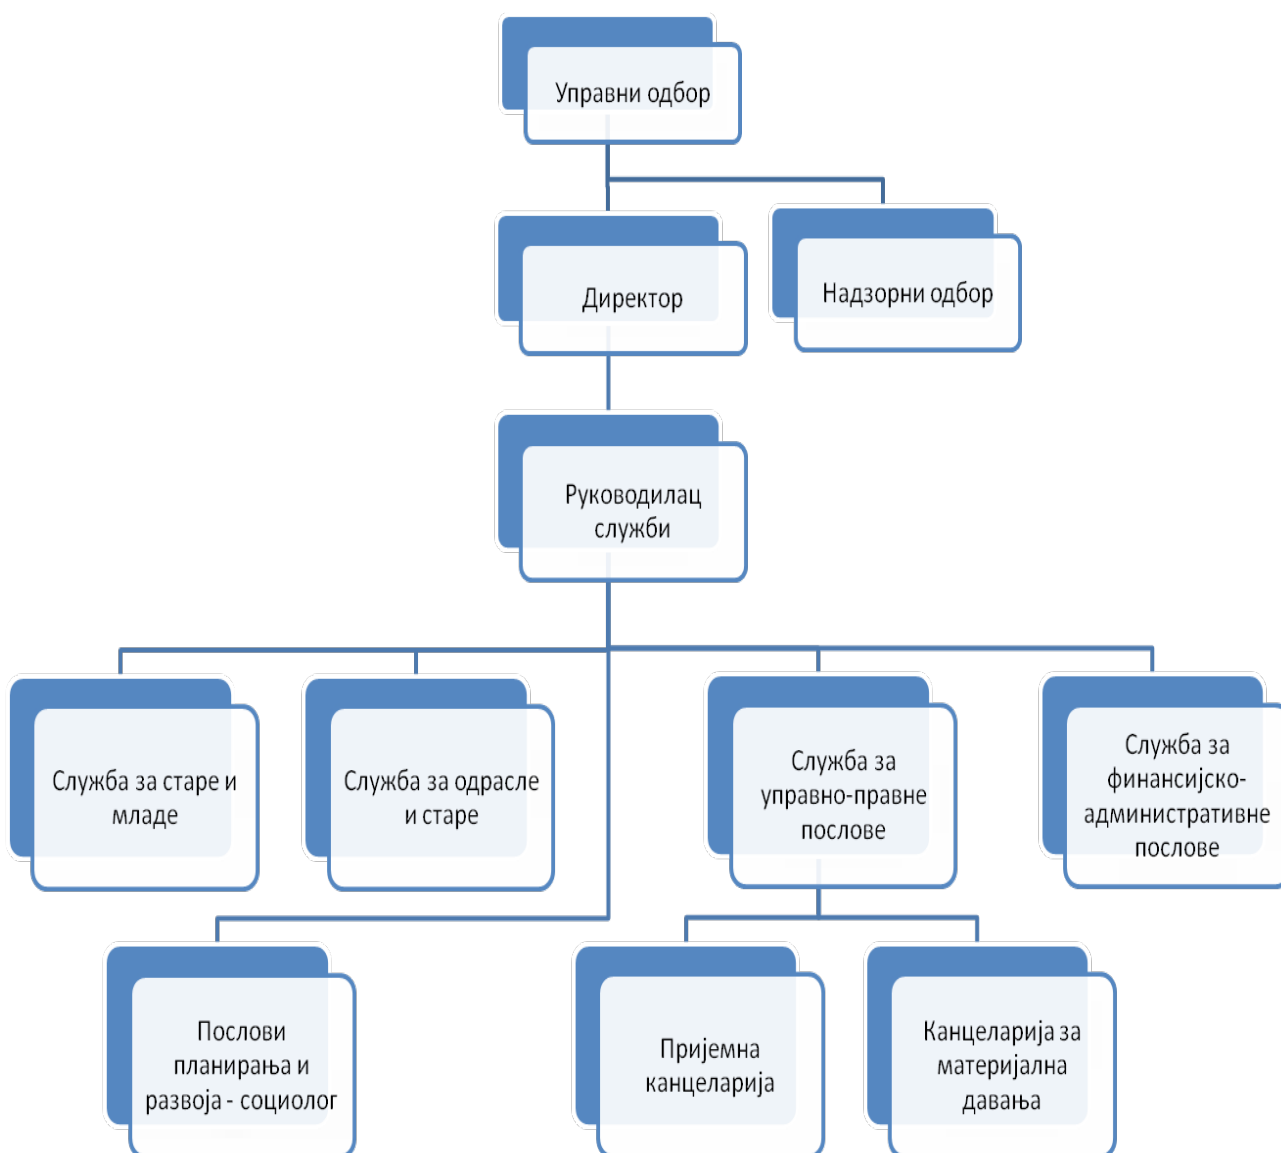 Управни одбор
Директор
Надзорни одбор
Руководилац
служби
Служба за старе и
младе
Служба за одрасле
и старе
Служба за
управно-правне
послове
Служба за
финансијско-
административне
послове
Послови
планирања и
развоја - социолог
Пријемна
канцеларија
Канцеларија за
материјална
давања